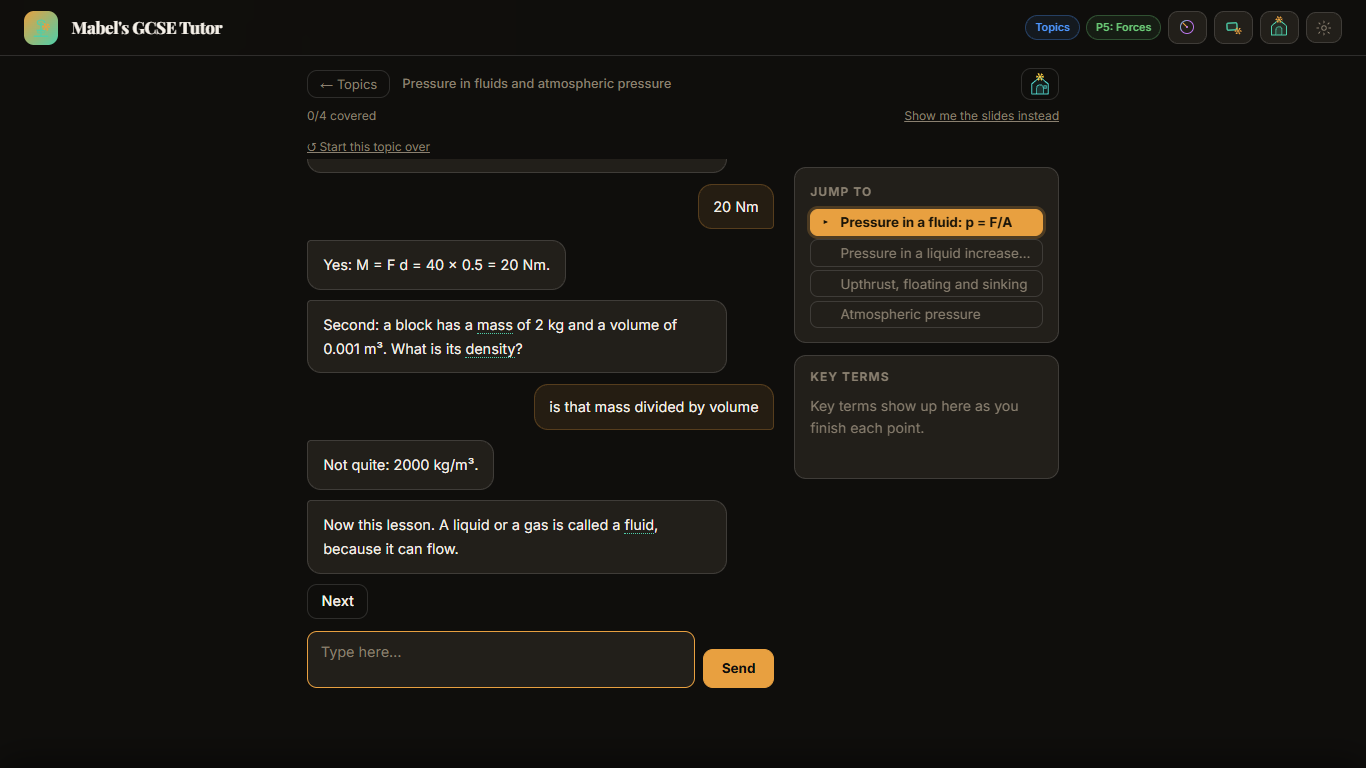 Mabel's GCSE Tutor
Topics
P5: Forces
← Topics
Pressure in fluids and atmospheric pressure
0/4 covered
Show me the slides instead
↺ Start this topic over
20 Nm
Yes: M = F d = 40 × 0.5 = 20 Nm.
Second: a block has a mass of 2 kg and a volume of
0.001 m³. What is its density?
is that mass divided by volume
Not quite: 2000 kg/m³.
Now this lesson. A liquid or a gas is called a fluid,
because it can flow.
Next
Type here...
Send
JUMP TO
▸ Pressure in a fluid: p = F/A
Pressure in a liquid increase...
Upthrust, floating and sinking
Atmospheric pressure
KEY TERMS
Key terms show up here as you
finish each point.